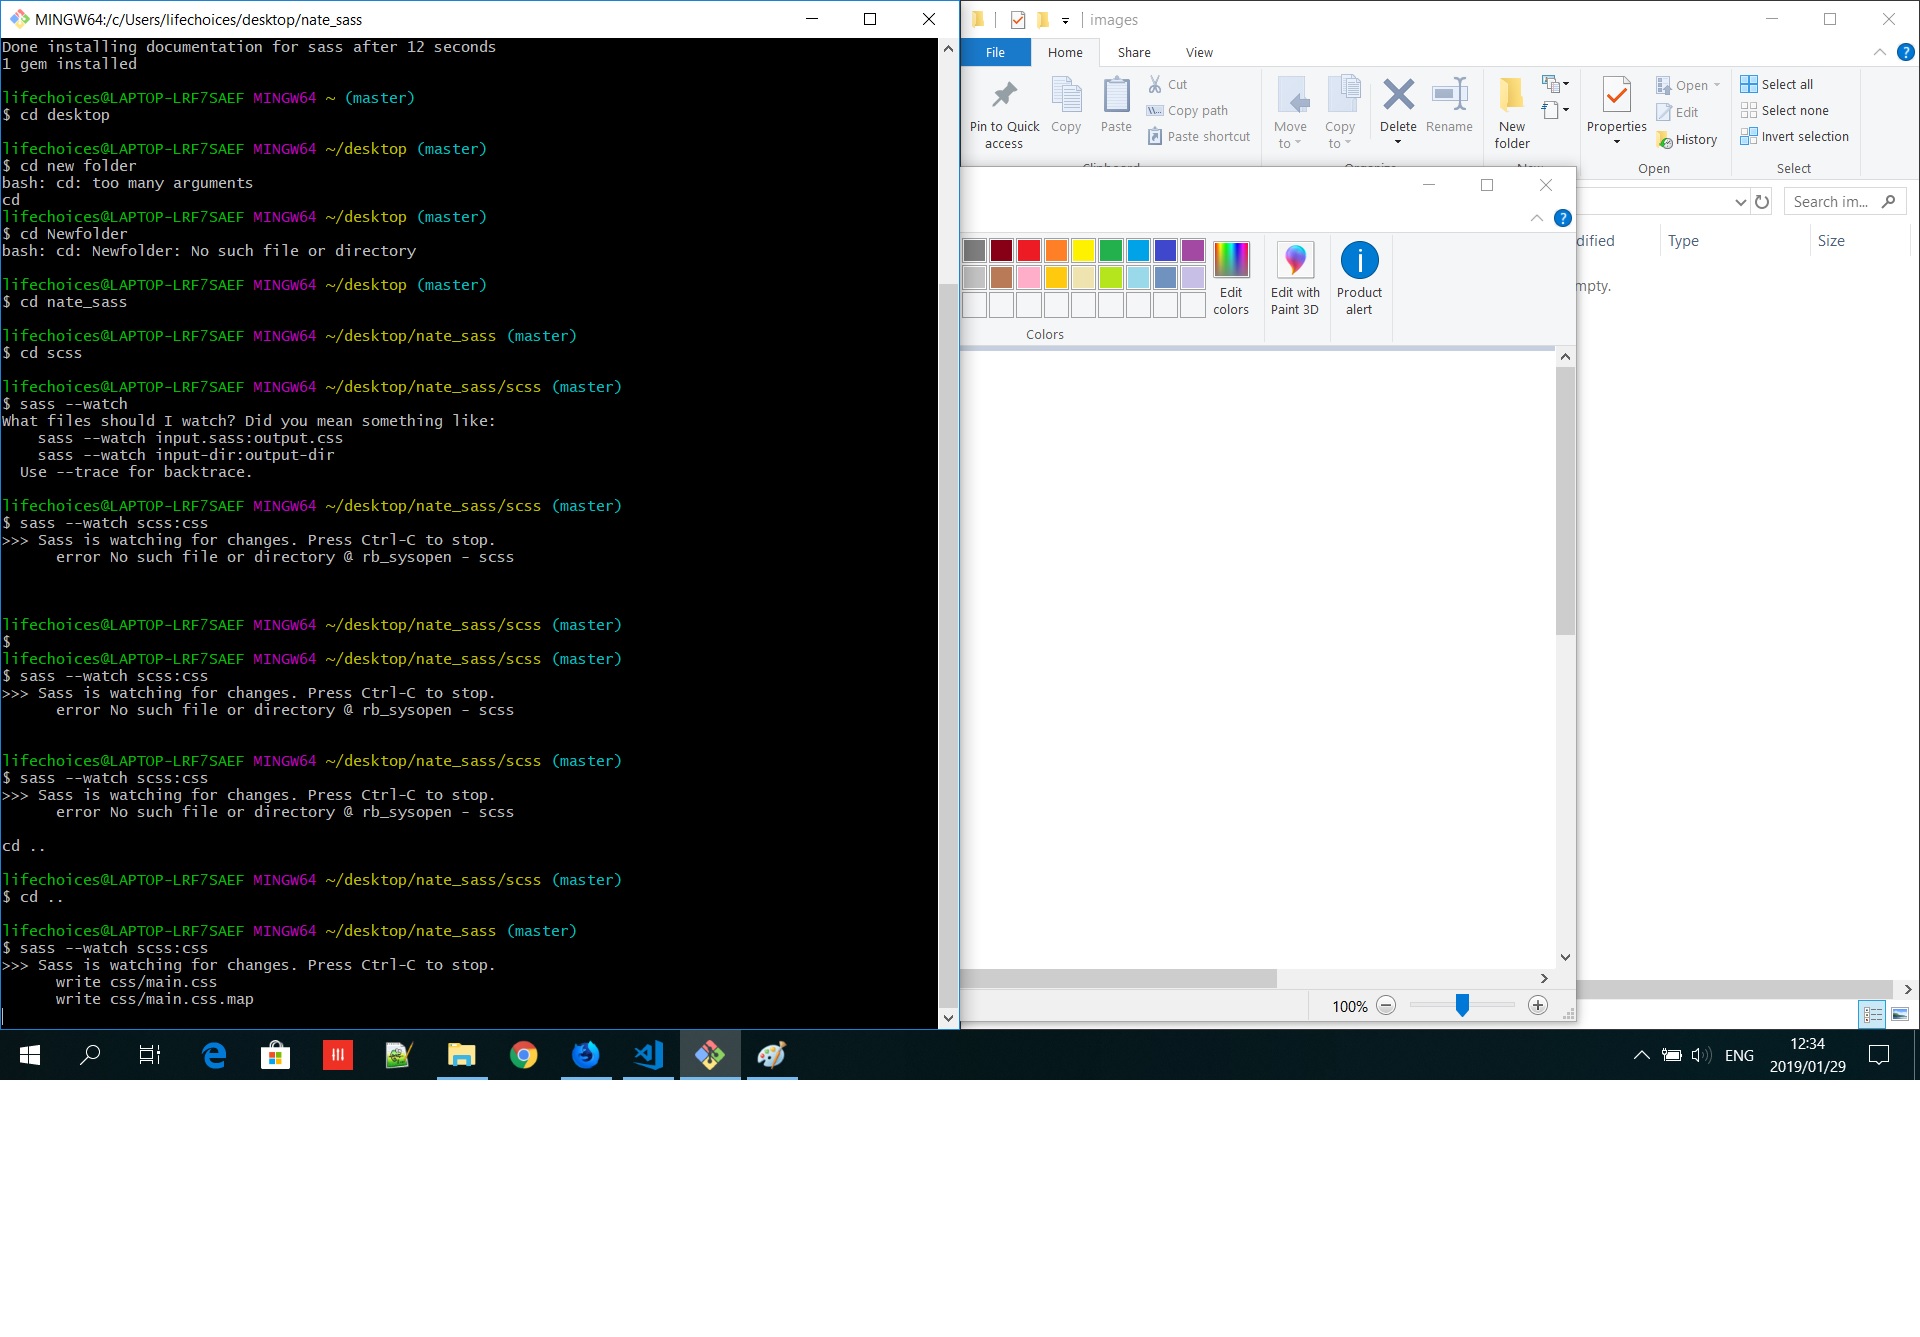 MINGW64:/c/Users/lifechoices/desktop/nate_sass
Done installing documentation for sass after 12 seconds
1 gem installed
lifechoices@LAPTOP-LRF7SAEF MINGW64 ~ (master)
$ cd desktop
lifechoices@LAPTOP-LRF7SAEF MINGW64 ~/desktop (master)
$ cd new folder
bash: cd: too many arguments
cd
lifechoices@LAPTOP-LRF7SAEF MINGW64 ~/desktop (master)
$ cd Newfolder
bash: cd: Newfolder: No such file or directory
lifechoices@LAPTOP-LRF7SAEF MINGW64 ~/desktop (master)
$ cd nate_sass
lifechoices@LAPTOP-LRF7SAEF MINGW64 ~/desktop/nate_sass (master)
$ cd scss
lifechoices@LAPTOP-LRF7SAEF MINGW64 ~/desktop/nate_sass/scss (master)
$ sass --watch
What files should I watch? Did you mean something like:
sass --watch input.sass:output.css
sass --watch input-dir:output-dir
Use --trace for backtrace.
lifechoices@LAPTOP-LRF7SAEF MINGW64 ~/desktop/nate_sass/scss (master)
$ sass --watch scss:css
>>> Sass is watching for changes. Press Ctrl-C to stop.
error No such file or directory @ rb_sysopen - scss
lifechoices@LAPTOP-LRF7SAEF MINGW64 ~/desktop/nate_sass/scss (master)
$
lifechoices@LAPTOP-LRF7SAEF MINGW64 ~/desktop/nate_sass/scss (master)
$ sass --watch scss:css
>>> Sass is watching for changes. Press Ctrl-C to stop.
error No such file or directory @ rb_sysopen - scss
lifechoices@LAPTOP-LRF7SAEF MINGW64 ~/desktop/nate_sass/scss (master)
$ sass --watch scss:css
>>> Sass is watching for changes. Press Ctrl-C to stop.
error No such file or directory @ rb_sysopen - scss
cd ..
lifechoices@LAPTOP-LRF7SAEF MINGW64 ~/desktop/nate_sass/scss (master)
$ cd ..
lifechoices@LAPTOP-LRF7SAEF MINGW64 ~/desktop/nate_sass (master)
$ sass --watch scss:css
>>> Sass is watching for changes. Press Ctrl-C to stop.
write css/main.css
write css/main.css.map
images
File Home Share View
Pin to Quick access
Copy
Paste
Cut
Copy path
Paste shortcut
Move to
Copy to
Delete
Rename
New folder
Properties
Open
Edit
History
Open
Select all
Select none
Invert selection
Select
Search im...
Type
Size
Edit colors
Edit with Paint 3D
Product alert
Colors
100%
ENG
12:34
2019/01/29